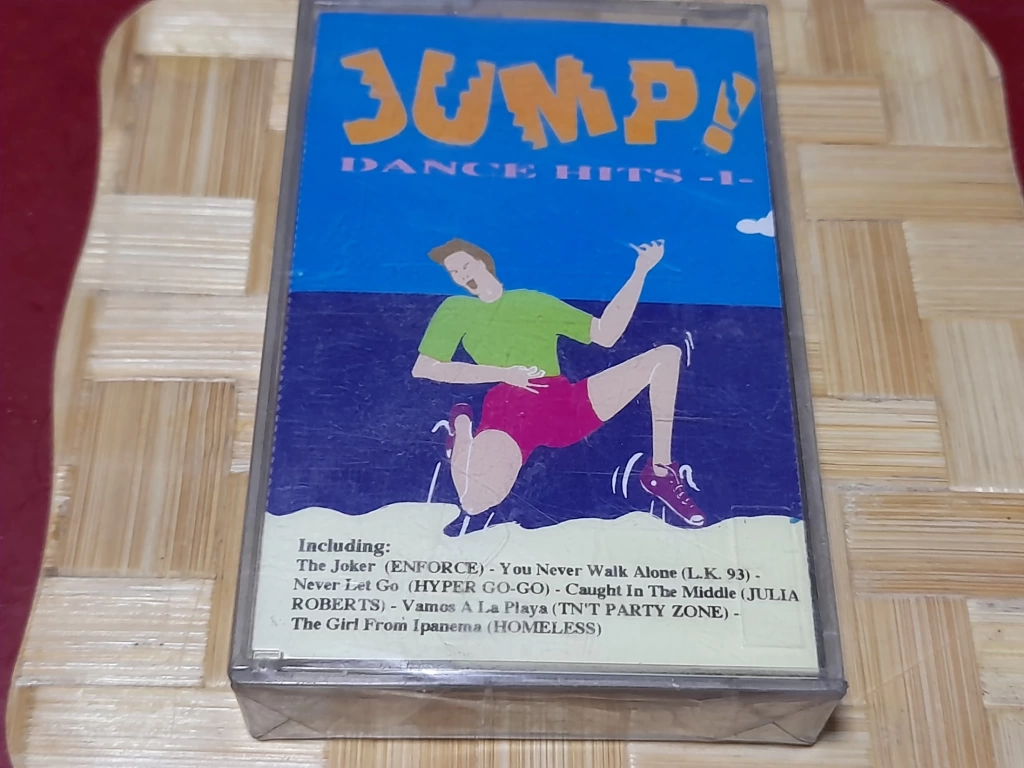 JUMP!
DANCE HITS -I-
Including:
The Joker (ENFORCE) - You Never Walk Alone (L.K. 93) -
Never Let Go (HYPER GO-GO) - Caught In The Middle (JULIA
ROBERTS) - Vamos A La Playa (TN'T PARTY ZONE) -
The Girl From Ipanema (HOMELESS)